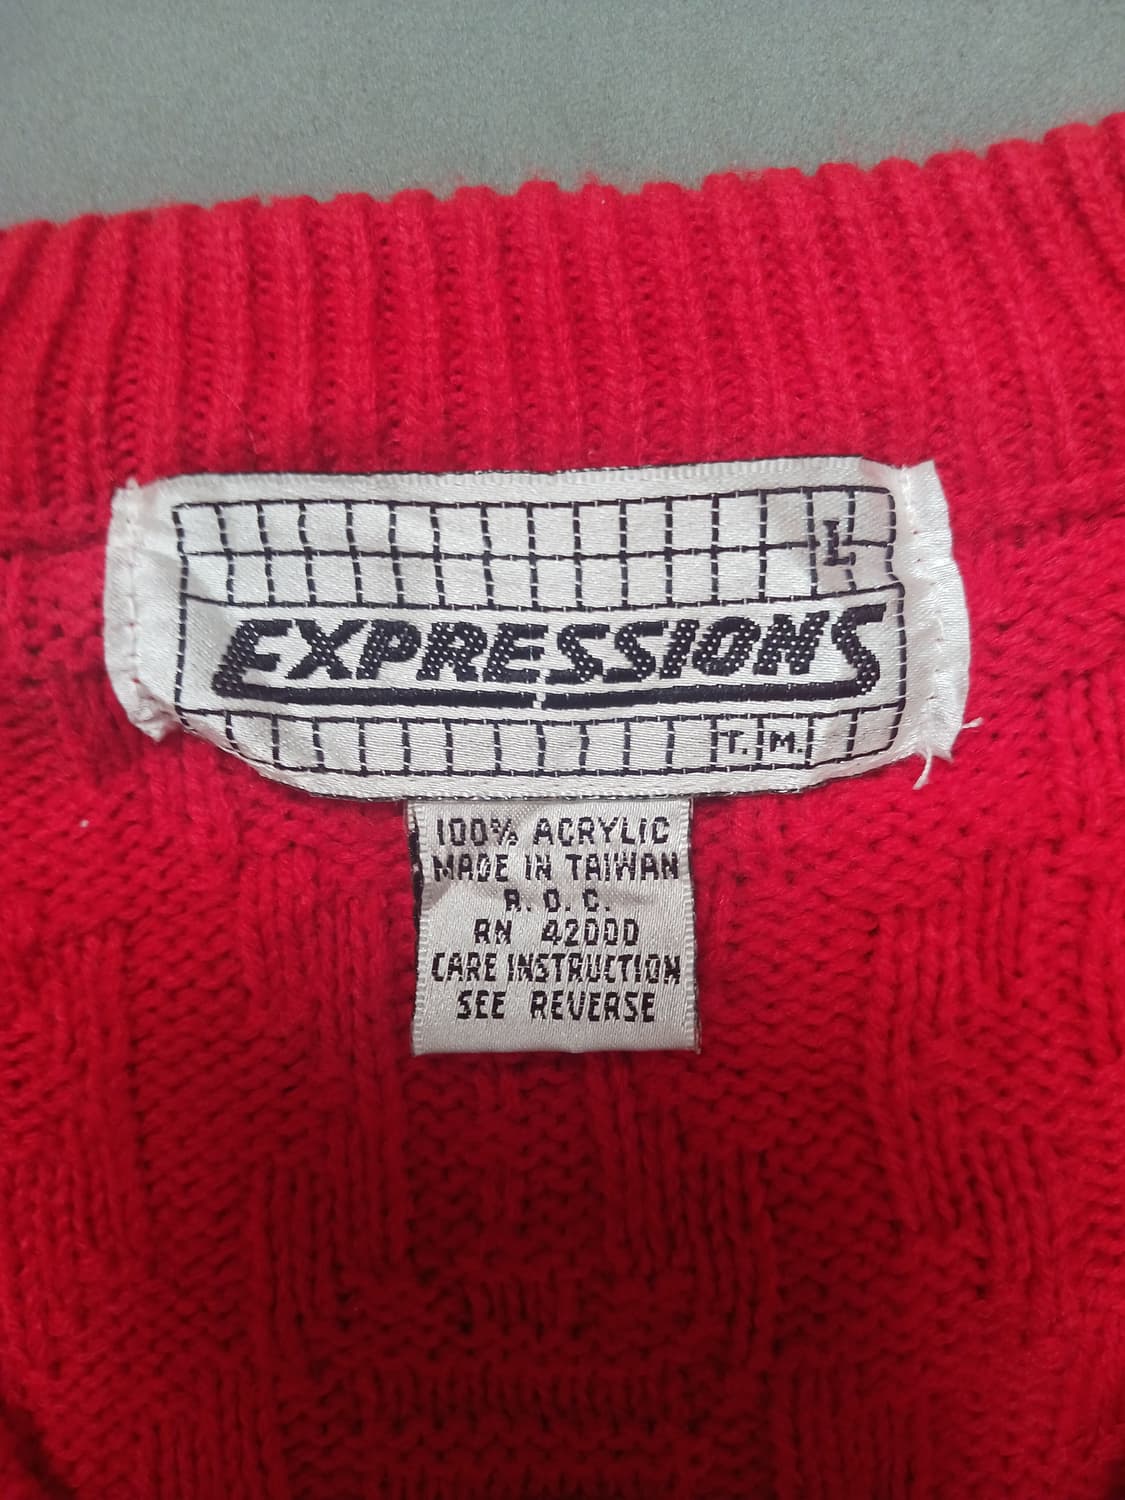 L
EXPRESSIONS
T.M.
100% ACRYLIC
MADE IN TAIWAN
R. O. C.
RN 42000
CARE INSTRUCTION
SEE REVERSE